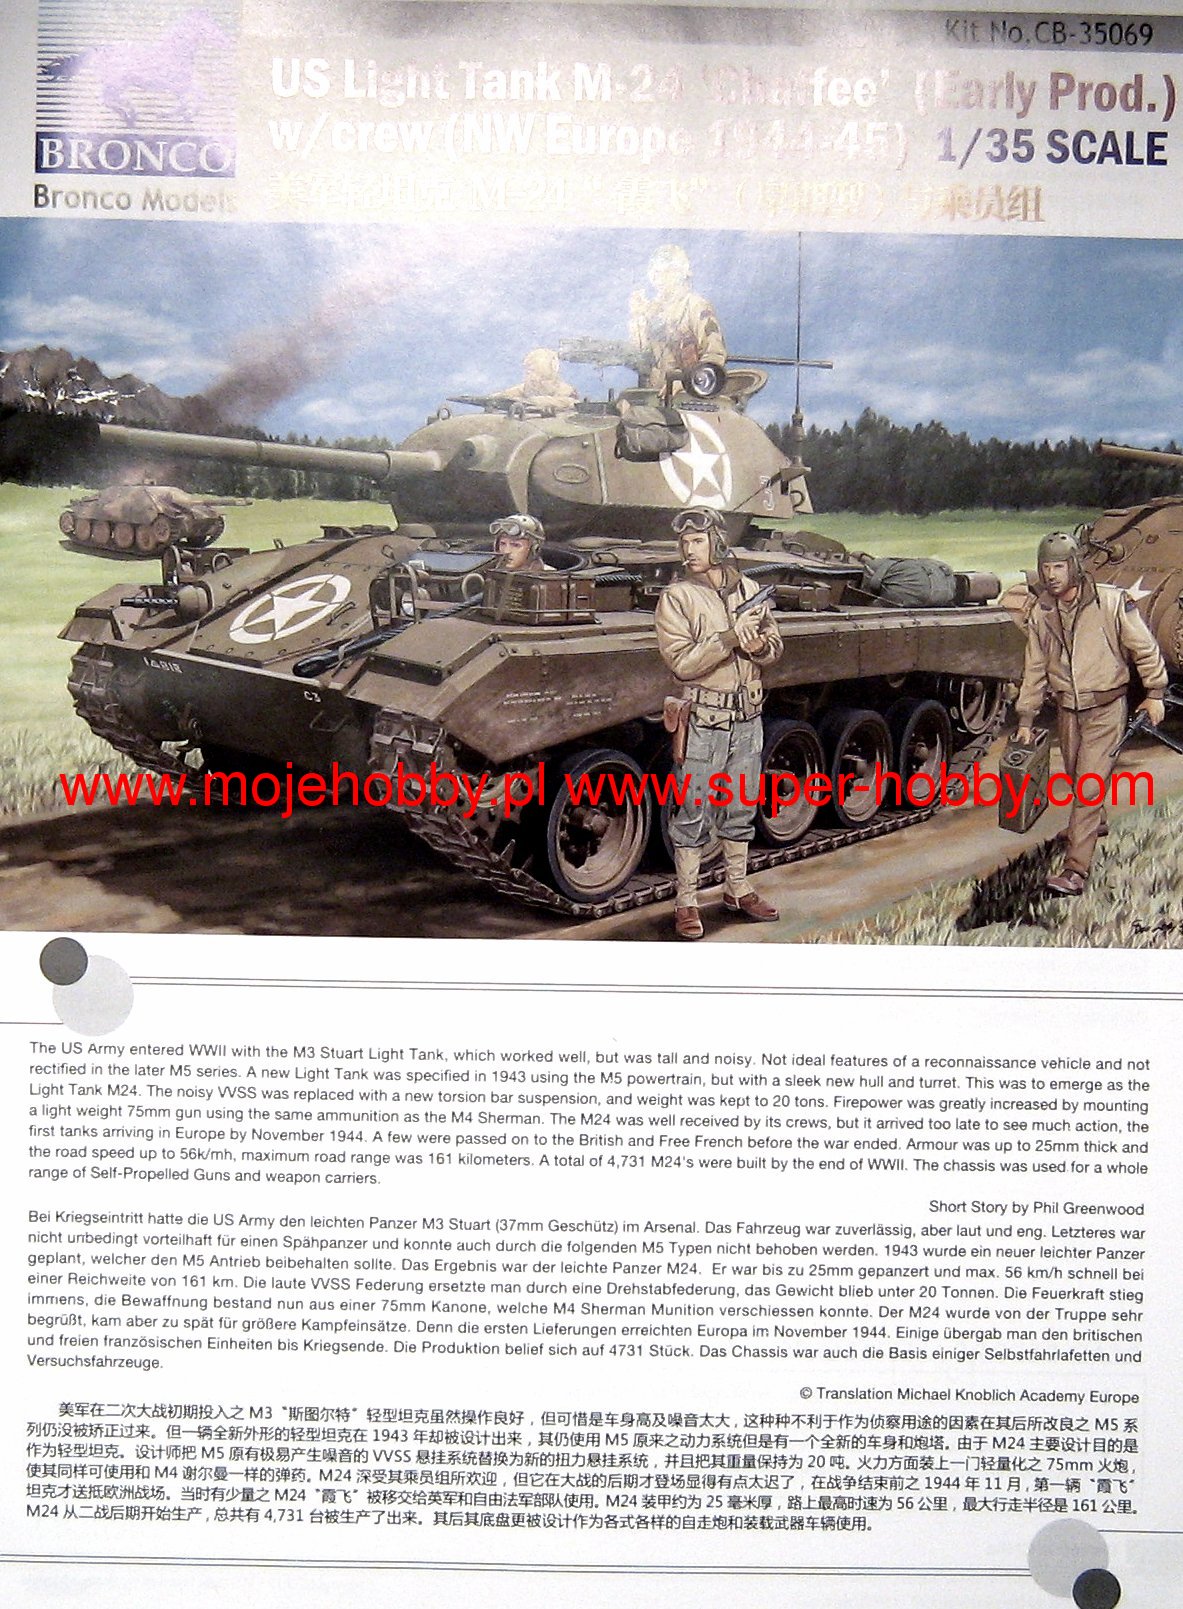 Kit No.CB-35069
US Light Tank M-24 'Chaffee' (Early Prod.)
w/crew (NW Europe 1944-45) 1/35 SCALE
BRONCO
Bronco Models
美军轻坦克 M-24 “霞飞” （早期型）与乘员组
C3
www.mojehobby.pl www.super-hobby.com
The US Army entered WWII with the M3 Stuart Light Tank, which worked well, but was tall and noisy. Not ideal features of a reconnaissance vehicle and not
rectified in the later M5 series. A new Light Tank was specified in 1943 using the M5 powertrain, but with a sleek new hull and turret. This was to emerge as the
Light Tank M24. The noisy VVSS was replaced with a new torsion bar suspension, and weight was kept to 20 tons. Firepower was greatly increased by mounting
a light weight 75mm gun using the same ammunition as the M4 Sherman. The M24 was well received by its crews, but it arrived too late to see much action, the
first tanks arriving in Europe by November 1944. A few were passed on to the British and Free French before the war ended. Armour was up to 25mm thick and
the road speed up to 56k/mh, maximum road range was 161 kilometers. A total of 4,731 M24's were built by the end of WWII. The chassis was used for a whole
range of Self-Propelled Guns and weapon carriers.
Short Story by Phil Greenwood
Bei Kriegseintritt hatte die US Army den leichten Panzer M3 Stuart (37mm Geschütz) im Arsenal. Das Fahrzeug war zuverlässig, aber laut und eng. Letzteres war
nicht unbedingt vorteilhaft für einen Spähpanzer und konnte auch durch die folgenden M5 Typen nicht behoben werden. 1943 wurde ein neuer leichter Panzer
geplant, welcher den M5 Antrieb beibehalten sollte. Das Ergebnis war der leichte Panzer M24. Er war bis zu 25mm gepanzert und max. 56 km/h schnell bei
einer Reichweite von 161 km. Die laute VVSS Federung ersetzte man durch eine Drehstabfederung, das Gewicht blieb unter 20 Tonnen. Die Feuerkraft stieg
immens, die Bewaffnung bestand nun aus einer 75mm Kanone, welche M4 Sherman Munition verschiessen konnte. Der M24 wurde von der Truppe sehr
begrüßt, kam aber zu spät für größere Kampfeinsätze. Denn die ersten Lieferungen erreichten Europa im November 1944. Einige übergab man den britischen
und freien französischen Einheiten bis Kriegsende. Die Produktion belief sich auf 4731 Stück. Das Chassis war auch die Basis einiger Selbstfahrlafetten und
Versuchsfahrzeuge.
© Translation Michael Knoblich Academy Europe
美军在二次大战初期投入之 M3 “斯图尔特” 轻型坦克虽然操作良好，但可惜是车身高及噪音太大，这种种不利于作为侦察用途的因素在其后所改良之 M5 系
列仍没被矫正过来。但一辆全新外形的轻型坦克在 1943 年却被设计出来，其仍使用 M5 原来之动力系统但是有一个全新的车身和炮塔。由于 M24 主要设计目的是
作为轻型坦克。设计师把 M5 原有极易产生噪音的 VVSS 悬挂系统替换为新的扭力悬挂系统，并且把其重量保持为 20 吨。火力方面装上一门轻量化之 75mm 火炮，
使其同样可使用和 M4 谢尔曼一样的弹药。M24 深受其乘员组所欢迎，但它在大战的后期才登场显得有点太迟了，在战争结束前之 1944 年 11 月，第一辆 “霞飞”
坦克才送抵欧洲战场。当时有少量之 M24 “霞飞” 被移交给英军和自由法军部队使用。M24 装甲约为 25 毫米厚，路上最高时速为 56 公里，最大行走半径是 161 公里。
M24 从二战后期开始生产，总共有 4,731 台被生产了出来。其后其底盘更被设计作为各式各样的自走炮和装载武器车辆使用。